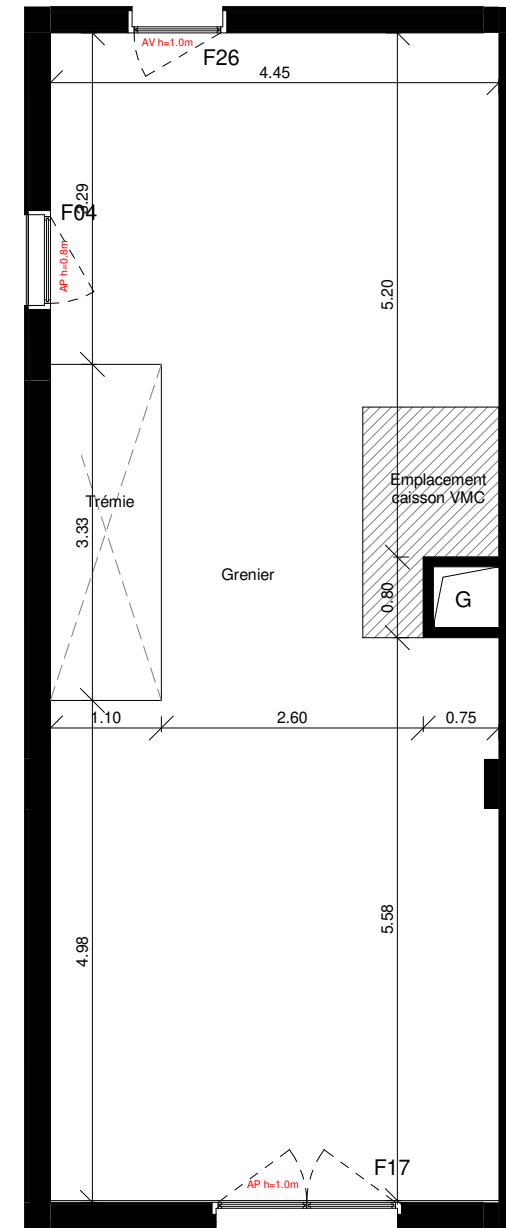 AV h=1.0m
F26
4.45
3.29
F04
AP h=0.8m
5.20
Emplacement
caisson VMC
Trémie
3.33
Grenier
0.80
G
1.10
2.60
0.75
4.98
5.58
F17
AP h=1.0m